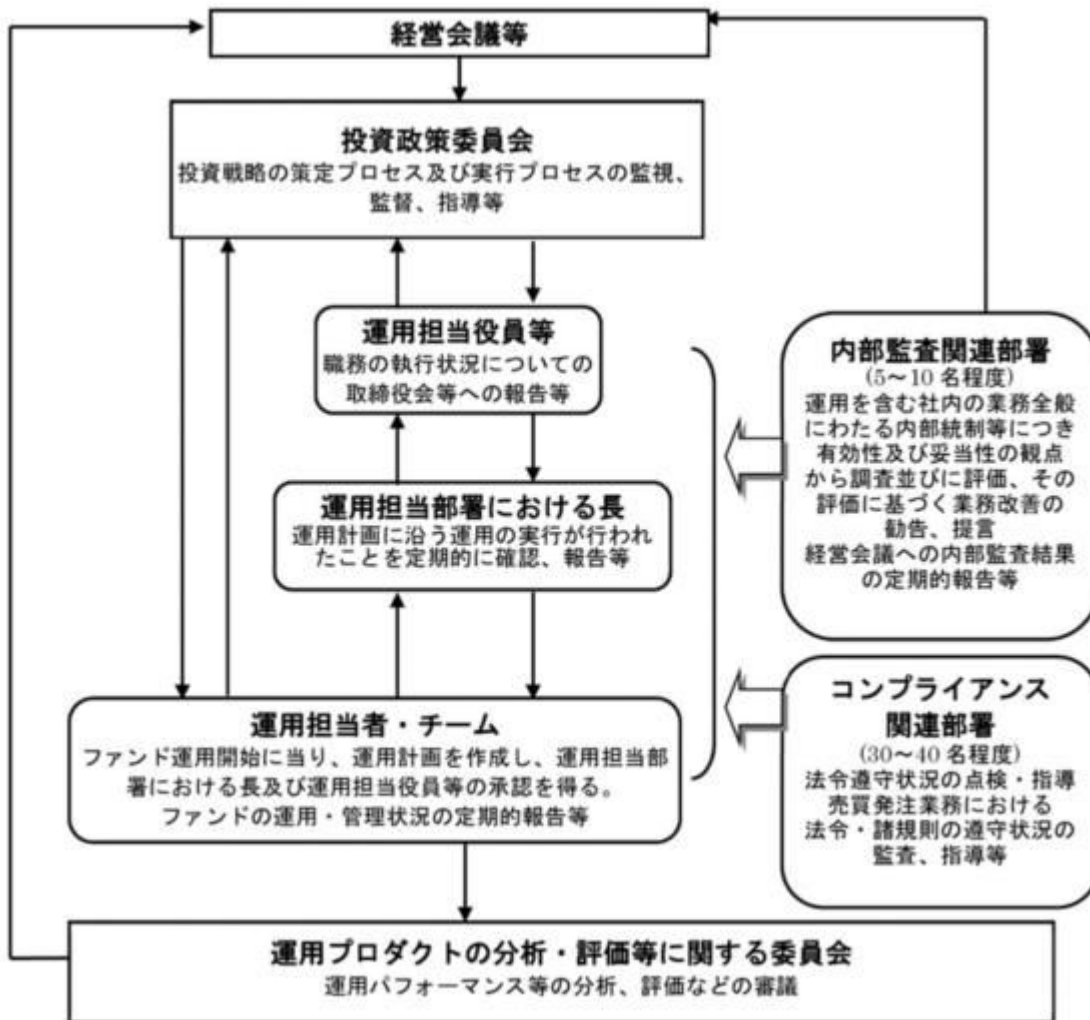 経営会議等
投資政策委員会
投資戦略の策定プロセス及び実行プロセスの監視、
監督、指導等
運用担当役員等
職務の執行状況についての
取締役会等への報告等
運用担当部署における長
運用計画に沿う運用の実行が行われ
たことを定期的に確認、報告等
運用担当者・チーム
ファンド運用開始に当り、運用計画を作成し、運用担当部
署における長及び運用担当役員等の承認を得る。
ファンドの運用・管理状況の定期的報告等
内部監査関連部署
(5～10 名程度)
運用を含む社内の業務全般
にわたる内部統制等につき
有効性及び妥当性の観点
から調査並びに評価、その
評価に基づく業務改善の
勧告、提言
経営会議への内部監査結果
の定期的報告等
コンプライアンス
関連部署
(30～40 名程度)
法令遵守状況の点検・指導
売買発注業務における
法令・諸規則の遵守状況の
監査、指導等
運用プロダクトの分析・評価等に関する委員会
運用パフォーマンス等の分析、評価などの審議